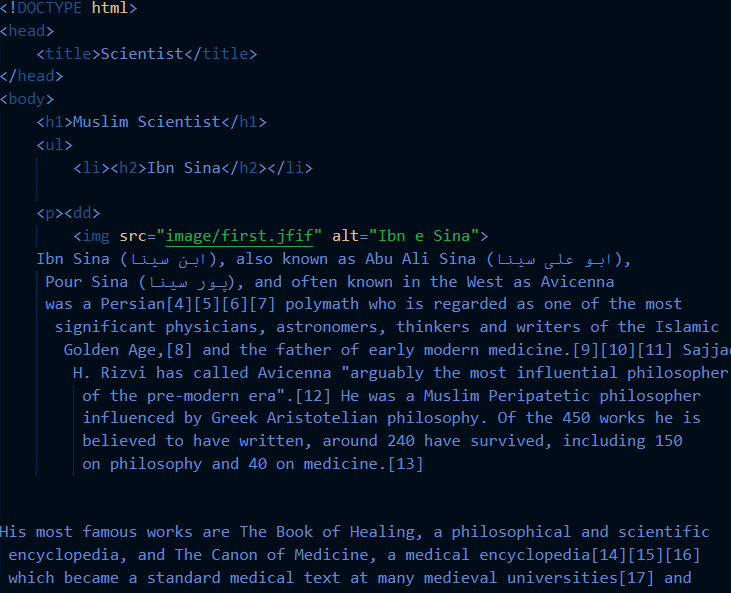 <!DOCTYPE html>
<head>
<title>Scientist</title>
</head>
<body>
<h1>Muslim Scientist</h1>
<ul>
<li><h2>Ibn Sina</h2></li>
<p><dd>
<img src="image/first.jfif" alt="Ibn e Sina">
Ibn Sina (ابن سینا), also known as Abu Ali Sina (ابو علی سینا),
Pour Sina (پور سینا), and often known in the West as Avicenna
was a Persian[4][5][6][7] polymath who is regarded as one of the most
significant physicians, astronomers, thinkers and writers of the Islamic
Golden Age,[8] and the father of early modern medicine.[9][10][11] Sajja
H. Rizvi has called Avicenna "arguably the most influential philosopher
of the pre-modern era".[12] He was a Muslim Peripatetic philosopher
influenced by Greek Aristotelian philosophy. Of the 450 works he is
believed to have written, around 240 have survived, including 150
on philosophy and 40 on medicine.[13]
His most famous works are The Book of Healing, a philosophical and scientific
encyclopedia, and The Canon of Medicine, a medical encyclopedia[14][15][16]
which became a standard medical text at many medieval universities[17] and